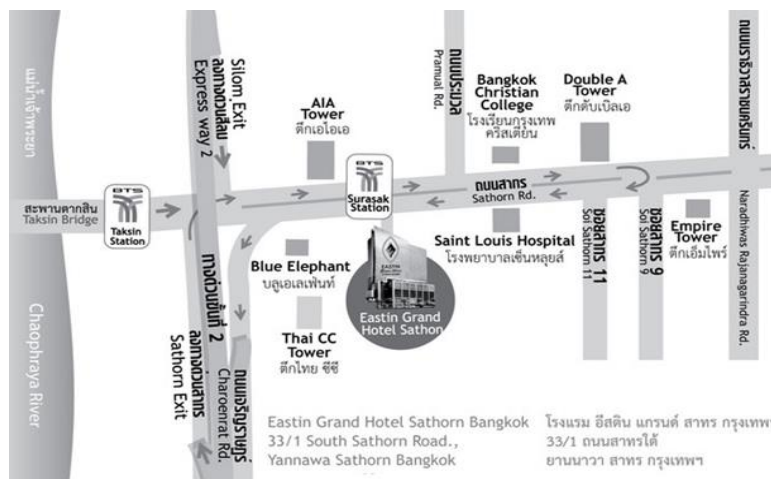 แม่น้ำเจ้าพระยา
Chaophraya River
สะพานตากสิน
Taksin Bridge
BTS
Taksin
Station
Silom Exit
ลงทางด่วนสีลม
Express way 2
ทางด่วนขั้นที่ 2
ลงทางด่วนสาทร
Sathorn Exit
ถนนเจริญราษฎร์
Charoenrat Rd.
AIA
Tower
ตึกเอไอเอ
BTS
Surasak
Station
ถนนประมวล
Pramual Rd.
Bangkok
Christian
College
โรงเรียนกรุงเทพ
คริสเตียน
Double A
Tower
ตึกดับเบิลเอ
ถนนนราธิวาสราชนครินทร์
Naradhiwas Rajanagarindra Rd.
ถนนสาทร
Sathorn Rd.
Blue Elephant
บลูเอเลเฟ่นท์
Thai CC
Tower
ตึกไทย ซีซี
EASTIN
Eastin Grand
Hotel Sathon
Saint Louis Hospital
โรงพยาบาลเซ็นหลุยส์
ซอยสาทร 11
Soi Sathorn 11
ซอยสาทร 9
Soi Sathorn 9
Empire
Tower
ตึกเอ็มไพร์
Eastin Grand Hotel Sathorn Bangkok
33/1 South Sathorn Road.,
Yannawa Sathorn Bangkok
โรงแรม อีสติน แกรนด์ สาทร กรุงเทพฯ
33/1 ถนนสาทรใต้
ยานนาวา สาทร กรุงเทพฯ